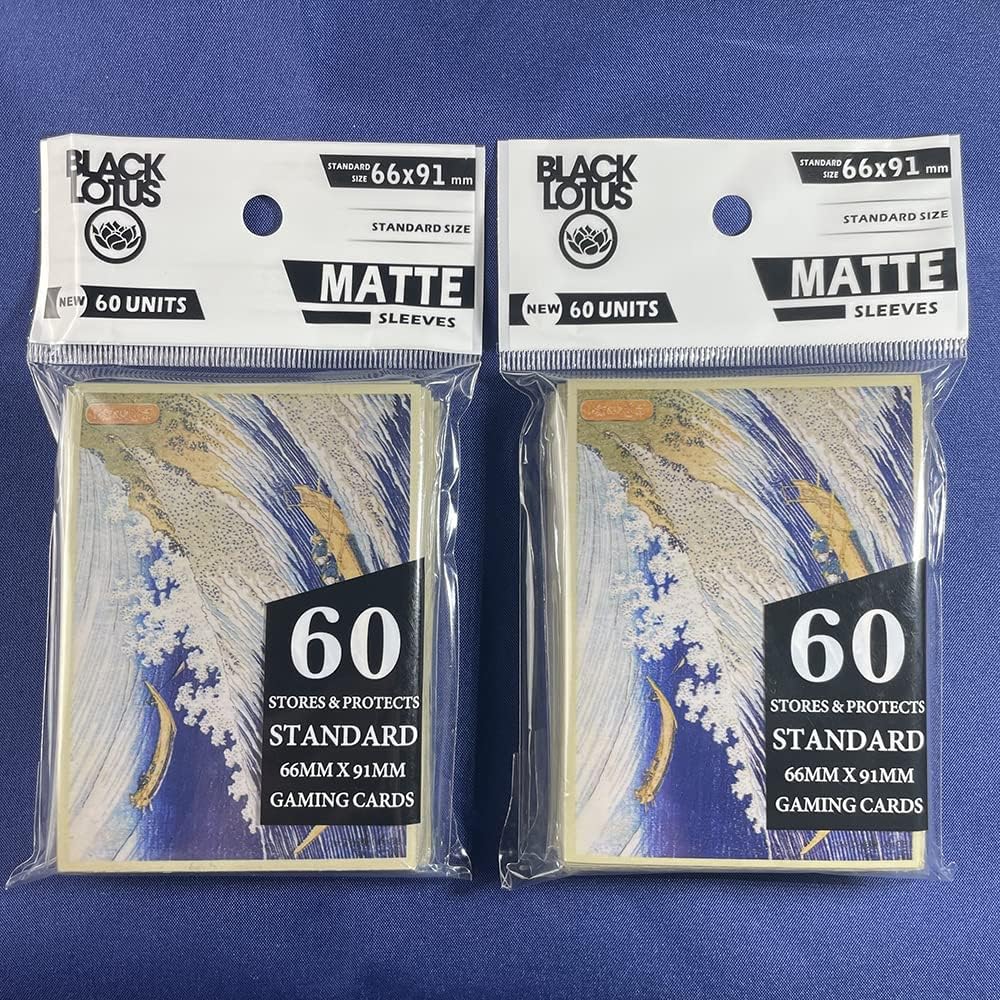 BLACK
LOTUS
STANDARD
SIZE 66x91 mm
STANDARD SIZE
MATTE
SLEEVES
NEW 60 UNITS
60
STORES & PROTECTS
STANDARD
66MM X 91MM
GAMING CARDS
BLACK
LOTUS
STANDARD
SIZE 66x91 mm
STANDARD SIZE
MATTE
SLEEVES
NEW 60 UNITS
60
STORES & PROTECTS
STANDARD
66MM X 91MM
GAMING CARDS